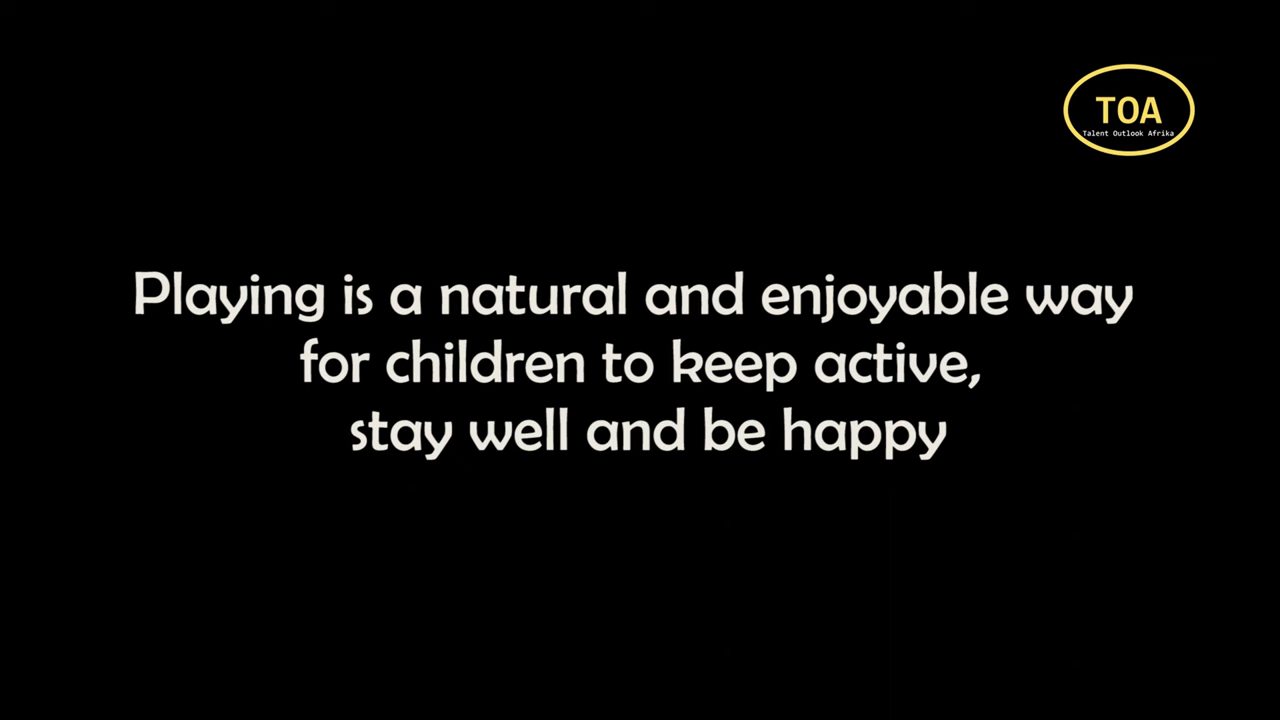 TOA
Talent Outlook Afrika
Playing is a natural and enjoyable way
for children to keep active,
stay well and be happy